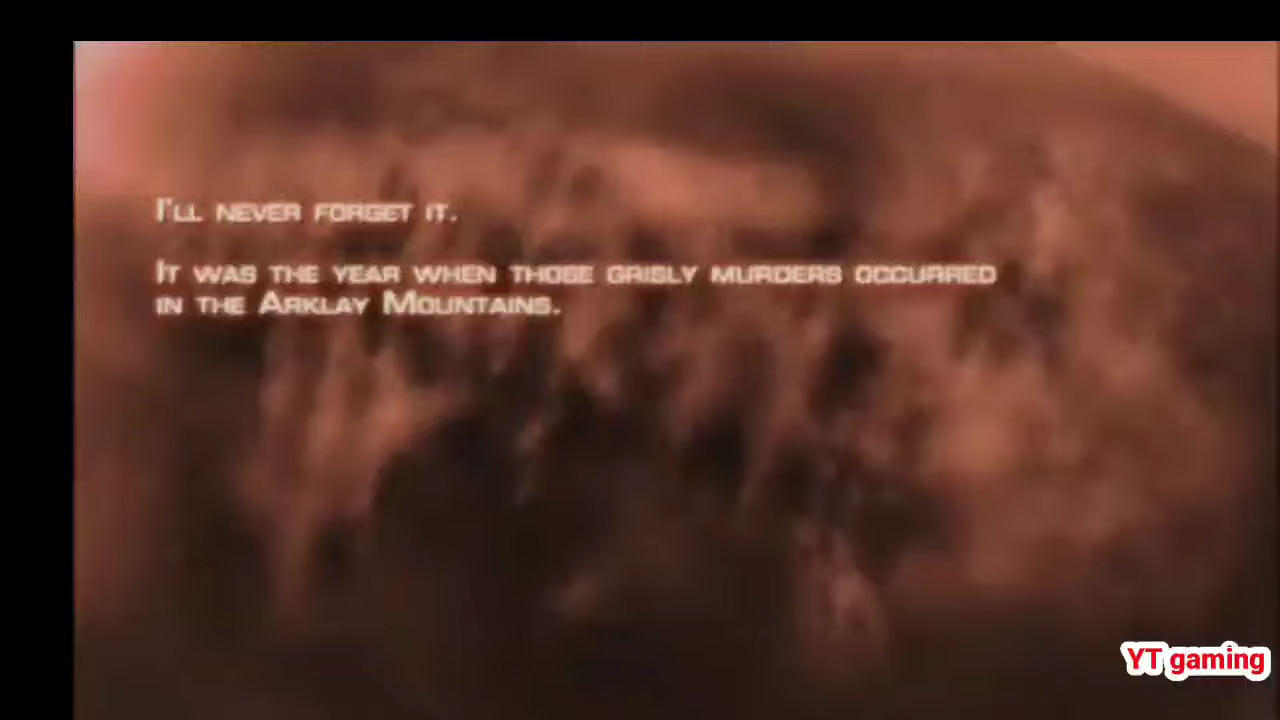 I'LL NEVER FORGET IT.
IT WAS THE YEAR WHEN THOSE GRISLY MURDERS OCCURRED
IN THE ARKLAY MOUNTAINS.
YT gaming